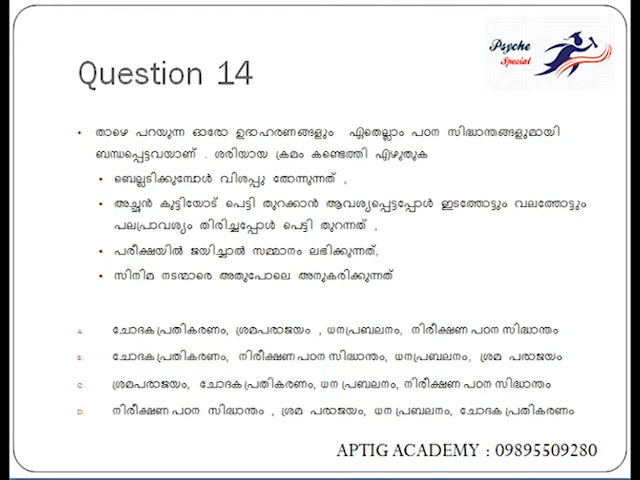 Psyche
Special
Question 14
• താഴെ പറയുന്ന ഓരോ ഉദാഹരണങ്ങളും ഏതെല്ലാം പഠന സിദ്ധാന്തങ്ങളുമായി
ബന്ധപ്പെട്ടവയാണ് . ശരിയായ ക്രമം കണ്ടെത്തി എഴുതുക
• ബെല്ലടിക്കുമ്പോൾ വിശപ്പു തോന്നുന്നത് ,
• അച്ഛൻ കുട്ടിയോട് പെട്ടി തുറക്കാൻ ആവശ്യപ്പെട്ടപ്പോൾ ഇടത്തോട്ടും വലത്തോട്ടും
പലപ്രാവശ്യം തിരിച്ചപ്പോൾ പെട്ടി തുറന്നത് ,
• പരീക്ഷയിൽ ജയിച്ചാൽ സമ്മാനം ലഭിക്കുന്നത്,
• സിനിമ നടന്മാരെ അതുപോലെ അനുകരിക്കുന്നത്
A. ചോദക പ്രതികരണം, ശ്രമപരാജയം , ധനപ്രബലനം, നിരീക്ഷണ പഠന സിദ്ധാന്തം
B. ചോദക പ്രതികരണം, നിരീക്ഷണ പഠന സിദ്ധാന്തം, ധനപ്രബലനം, ശ്രമ പരാജയം
C. ശ്രമപരാജയം, ചോദക പ്രതികരണം, ധന പ്രബലനം, നിരീക്ഷണ പഠന സിദ്ധാന്തം
D. നിരീക്ഷണ പഠന സിദ്ധാന്തം , ശ്രമ പരാജയം, ധന പ്രബലനം, ചോദക പ്രതികരണം
APTIG ACADEMY : 09895509280